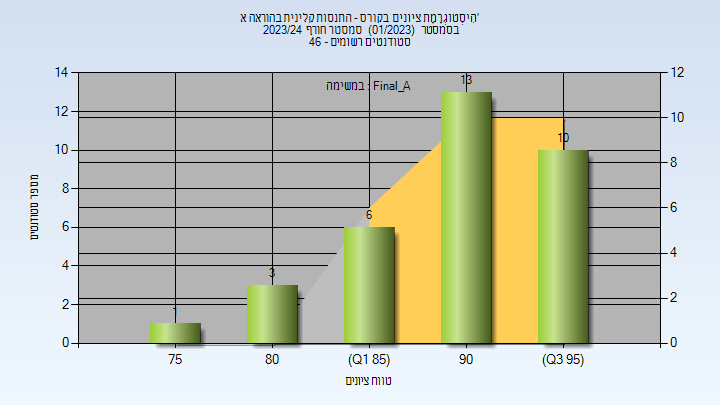 הִיסְטוֹגְרָמַת ציונים בקורס - התנסות קלינית בהוראה א'
בסמסטר (01/2023) סמסטר חורף 2023/24
סטודנטים רשומים - 46
במשימה : Final_A
מספר סטודנטים
14
12
10
8
6
4
2
0
12
10
8
6
4
2
0
1
3
6
13
10
75
80
(Q1 85)
90
(Q3 95)
טווח ציונים